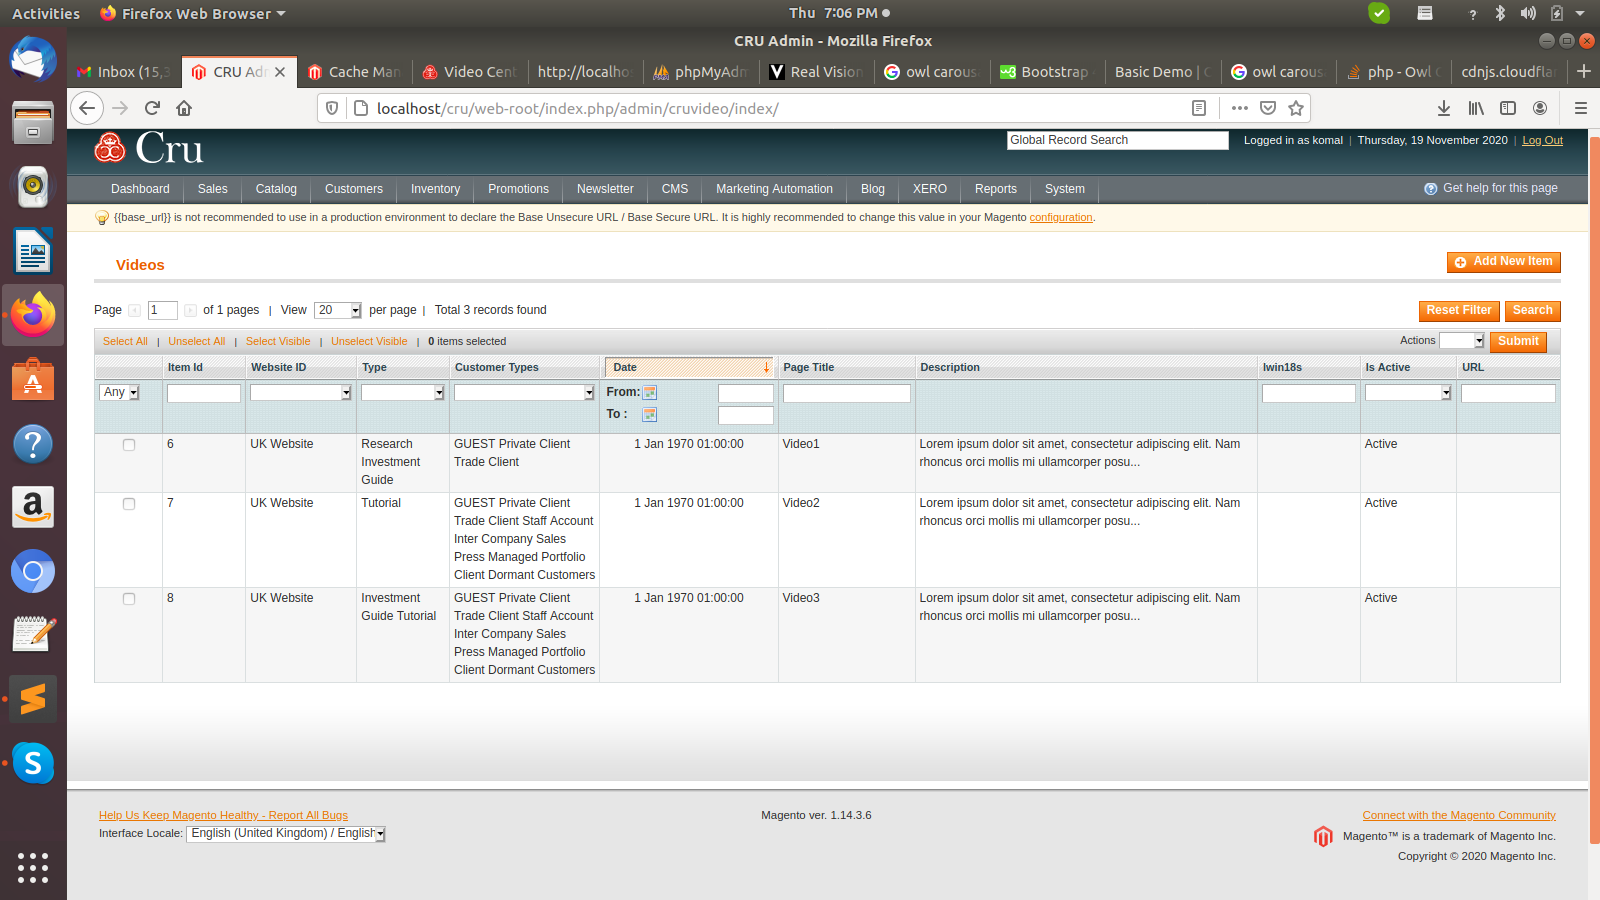 Activities Firefox Web Browser Thu 7:06 PM
CRU Admin - Mozilla Firefox
Inbox (15,3 CRU Ad Cache Man Video Cent http://localhos phpMyAdm Real Vision owl carous Bootstrap Basic Demo | owl carous php - Owl C cdnjs.cloudfla
localhost/cru/web-root/index.php/admin/cruvideo/index/
Cru Global Record Search Logged in as komal | Thursday, 19 November 2020 | Log Out
Dashboard Sales Catalog Customers Inventory Promotions Newsletter CMS Marketing Automation Blog XERO Reports System Get help for this page
{{base_url}} is not recommended to use in a production environment to declare the Base Unsecure URL / Base Secure URL. It is highly recommended to change this value in your Magento configuration.
Videos Add New Item
Page 1 of 1 pages | View 20 per page | Total 3 records found Reset Filter Search
Select All | Unselect All | Select Visible | Unselect Visible | 0 items selected Actions Submit
Item Id Website ID Type Customer Types Date Page Title Description Iwin18s Is Active URL
Any From:
To :
6 UK Website Research GUEST Private Client 1 Jan 1970 01:00:00 Video1 Lorem ipsum dolor sit amet, consectetur adipiscing elit. Nam Active
Investment Trade Client rhoncus orci mollis mi ullamcorper posu...
Guide
7 UK Website Tutorial GUEST Private Client 1 Jan 1970 01:00:00 Video2 Lorem ipsum dolor sit amet, consectetur adipiscing elit. Nam Active
Trade Client Staff Account rhoncus orci mollis mi ullamcorper posu...
Inter Company Sales
Press Managed Portfolio
Client Dormant Customers
8 UK Website Investment GUEST Private Client 1 Jan 1970 01:00:00 Video3 Lorem ipsum dolor sit amet, consectetur adipiscing elit. Nam Active
Guide Tutorial Trade Client Staff Account rhoncus orci mollis mi ullamcorper posu...
Inter Company Sales
Press Managed Portfolio
Client Dormant Customers
Help Us Keep Magento Healthy - Report All Bugs Magento ver. 1.14.3.6 Connect with the Magento Community
Interface Locale: English (United Kingdom) / English Magento™ is a trademark of Magento Inc.
Copyright © 2020 Magento Inc.